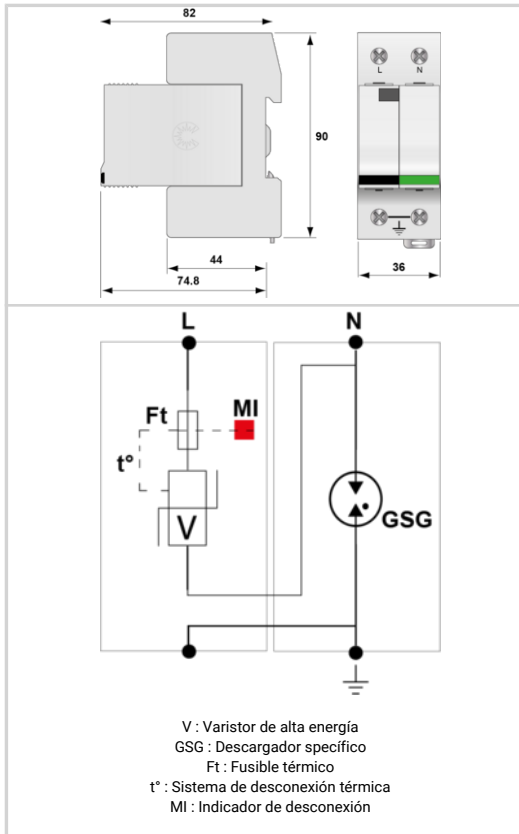 82
L N
90
44
74.8
36
L N
Ft MI
t°
V
GSG
V : Varistor de alta energía
GSG : Descargador specífico
Ft : Fusible térmico
t° : Sistema de desconexión térmica
MI : Indicador de desconexión